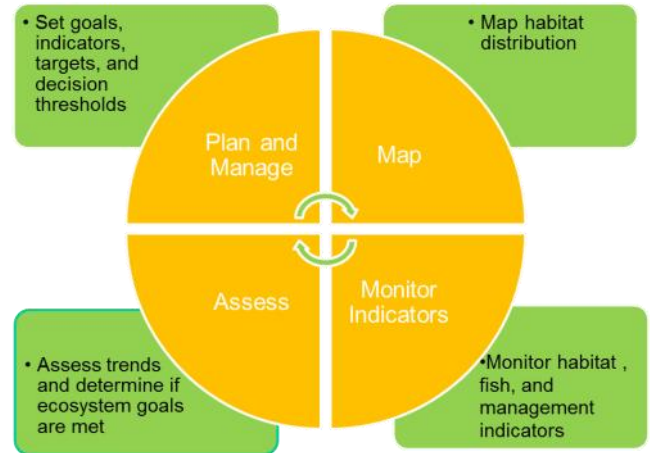 • Set goals,
indicators,
targets, and
decision
thresholds
• Map habitat
distribution
Plan and
Manage
Map
Assess
Monitor
Indicators
• Assess trends
and determine if
ecosystem goals
are met
•Monitor habitat ,
fish, and
management
indicators